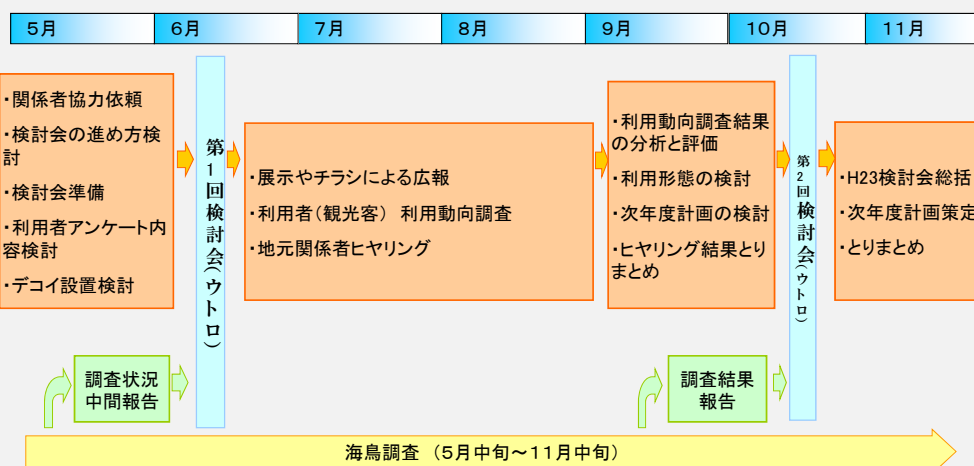 5月
6月
7月
8月
9月
10月
11月
・関係者協力依頼
・検討会の進め方検
討
・検討会準備
・利用者アンケート内
容検討
・デコイ設置検討
第1回検討会(ウトロ)
・展示やチラシによる広報
・利用者(観光客) 利用動向調査
・地元関係者ヒヤリング
・利用動向調査結果
の分析と評価
・利用形態の検討
・次年度計画の検討
・ヒヤリング結果とり
まとめ
第2回検討会(ウトロ)
・H23検討会総括
・次年度計画策定
・とりまとめ
調査状況
中間報告
調査結果
報告
海鳥調査 (5月中旬～11月中旬)